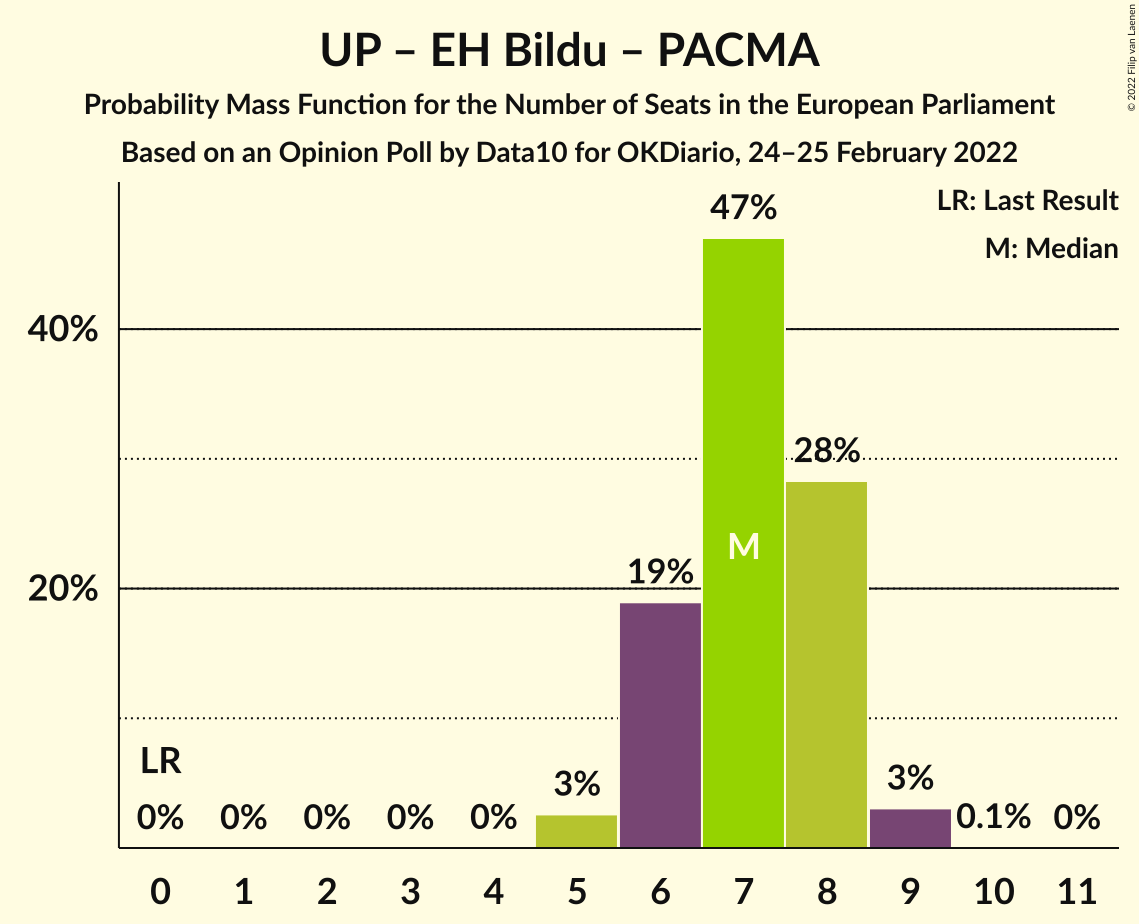 UP – EH Bildu – PACMA
Probability Mass Function for the Number of Seats in the European Parliament
Based on an Opinion Poll by Data10 for OKDiario, 24–25 February 2022
© 2022 Filip van Laenen
LR: Last Result
M: Median
40%
20%
LR
0%
0%
0%
0%
0%
3%
19%
47%
M
28%
3%
0.1%
0%
0 1 2 3 4 5 6 7 8 9 10 11